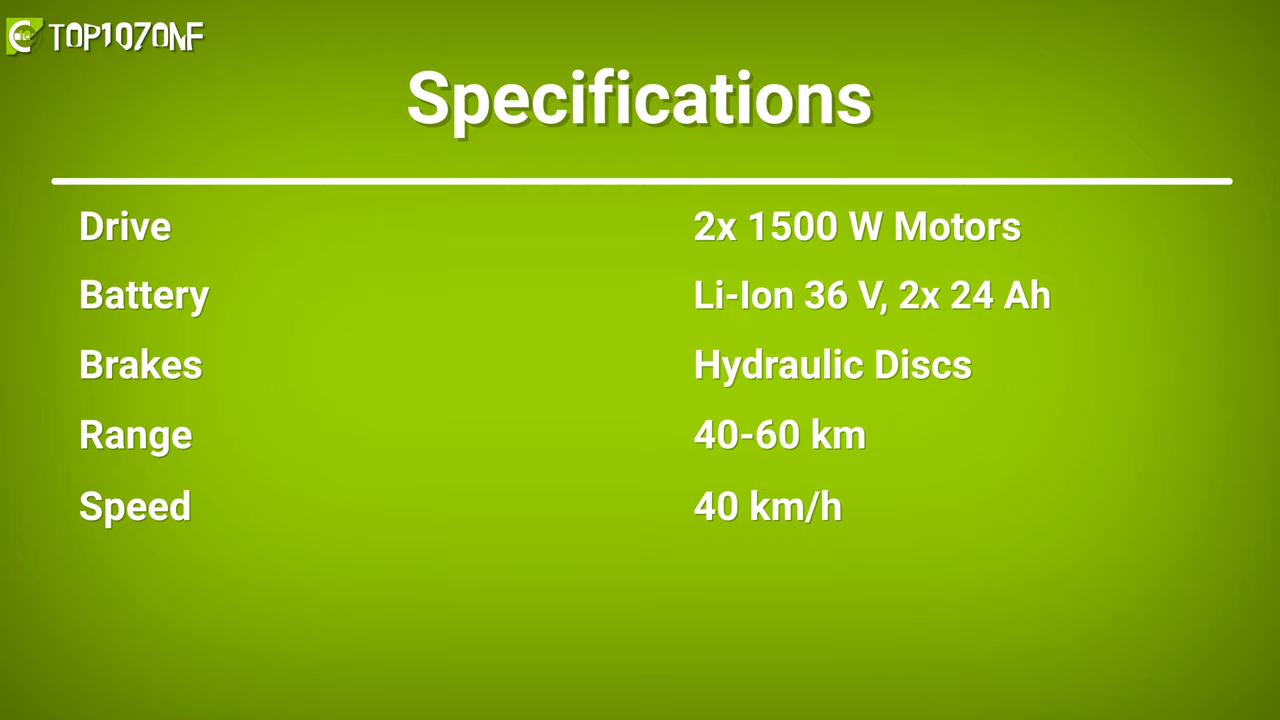 TOP10ZONE
Specifications
Drive 2x 1500 W Motors
Battery Li-Ion 36 V, 2x 24 Ah
Brakes Hydraulic Discs
Range 40-60 km
Speed 40 km/h